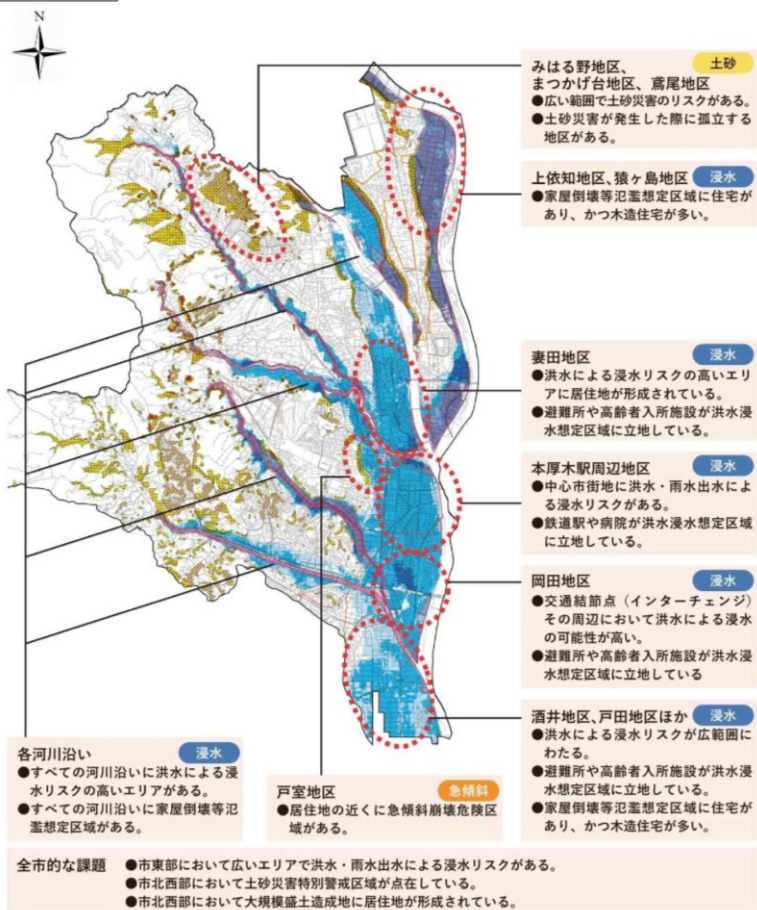 N
みはる野地区、
まつかげ台地区、鳶尾地区
土砂
●広い範囲で土砂災害のリスクがある。
●土砂災害が発生した際に孤立する
地区がある。
上依知地区、猿ヶ島地区
浸水
●家屋倒壊等氾濫想定区域に住宅が
あり、かつ木造住宅が多い。
妻田地区
浸水
●洪水による浸水リスクの高いエリ
アに居住地が形成されている。
●避難所や高齢者入所施設が洪水浸
水想定区域に立地している。
本厚木駅周辺地区
浸水
●中心市街地に洪水・雨水出水によ
る浸水リスクがある。
●鉄道駅や病院が洪水浸水想定区域
に立地している。
岡田地区
浸水
●交通結節点（インターチェンジ）
その周辺において洪水による浸水
の可能性が高い。
●避難所や高齢者入所施設が洪水浸
水想定区域に立地している
酒井地区、戸田地区ほか
浸水
●洪水による浸水リスクが広範囲に
わたる。
●避難所や高齢者入所施設が洪水浸
水想定区域に立地している。
●家屋倒壊等氾濫想定区域に住宅が
あり、かつ木造住宅が多い。
各河川沿い
浸水
●すべての河川沿いに洪水による浸
水リスクの高いエリアがある。
●すべての河川沿いに家屋倒壊等氾
濫想定区域がある。
戸室地区
急傾斜
●居住地の近くに急傾斜崩壊危険区
域がある。
全市的な課題
●市東部において広いエリアで洪水・雨水出水による浸水リスクがある。
●市北西部において土砂災害特別警戒区域が点在している。
●市北西部において大規模盛土造成地に居住地が形成されている。